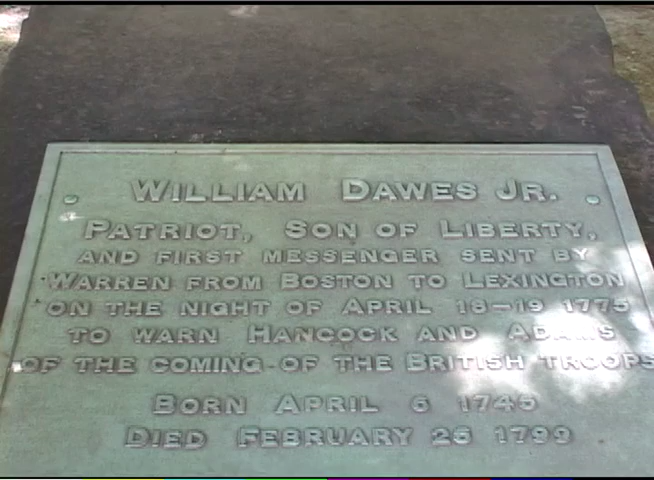 WILLIAM DAWES JR.
PATRIOT, SON OF LIBERTY,
AND FIRST MESSENGER SENT BY
WARREN FROM BOSTON TO LEXINGTON
ON THE NIGHT OF APRIL 18–19 1775
TO WARN HANCOCK AND ADAMS
OF THE COMING OF THE BRITISH TROOPS
BORN APRIL 6 1745
DIED FEBRUARY 25 1799